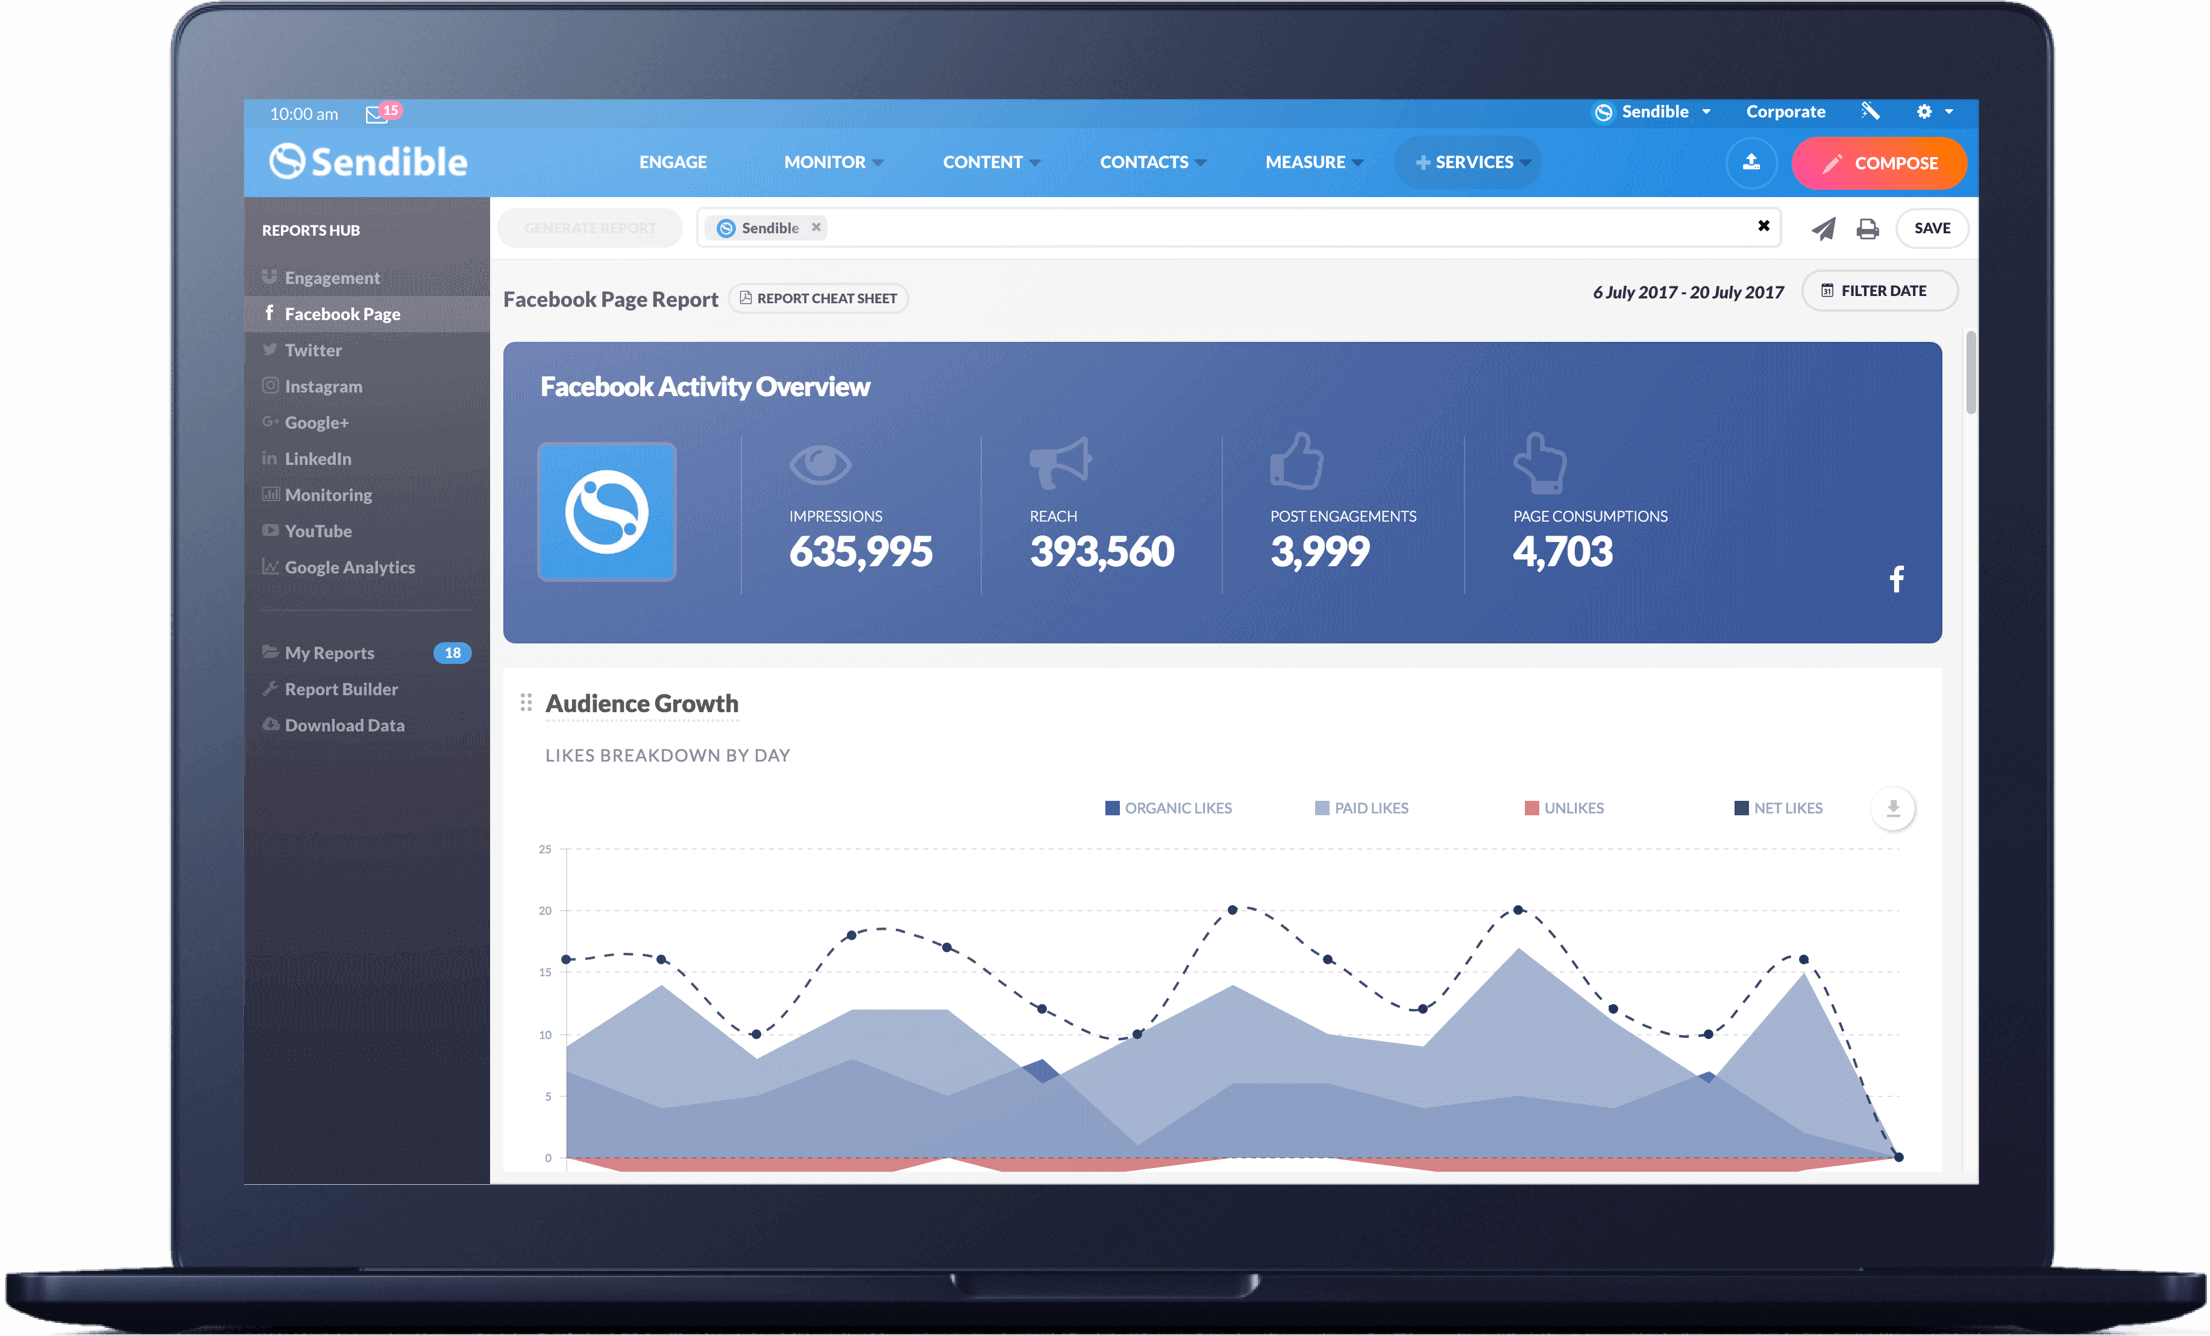 10:00 am
15
Sendible
Corporate
Sendible
ENGAGE
MONITOR
CONTENT
CONTACTS
MEASURE
SERVICES
COMPOSE
REPORTS HUB
Engagement
Facebook Page
Twitter
Instagram
Google+
LinkedIn
Monitoring
YouTube
Google Analytics
My Reports
18
Report Builder
Download Data
GENERATE REPORT
Sendible
SAVE
Facebook Page Report
REPORT CHEAT SHEET
6 July 2017 - 20 July 2017
31
FILTER DATE
Facebook Activity Overview
IMPRESSIONS
635,995
REACH
393,560
POST ENGAGEMENTS
3,999
PAGE CONSUMPTIONS
4,703
Audience Growth
LIKES BREAKDOWN BY DAY
ORGANIC LIKES
PAID LIKES
UNLIKES
NET LIKES
25
20
15
10
5
0